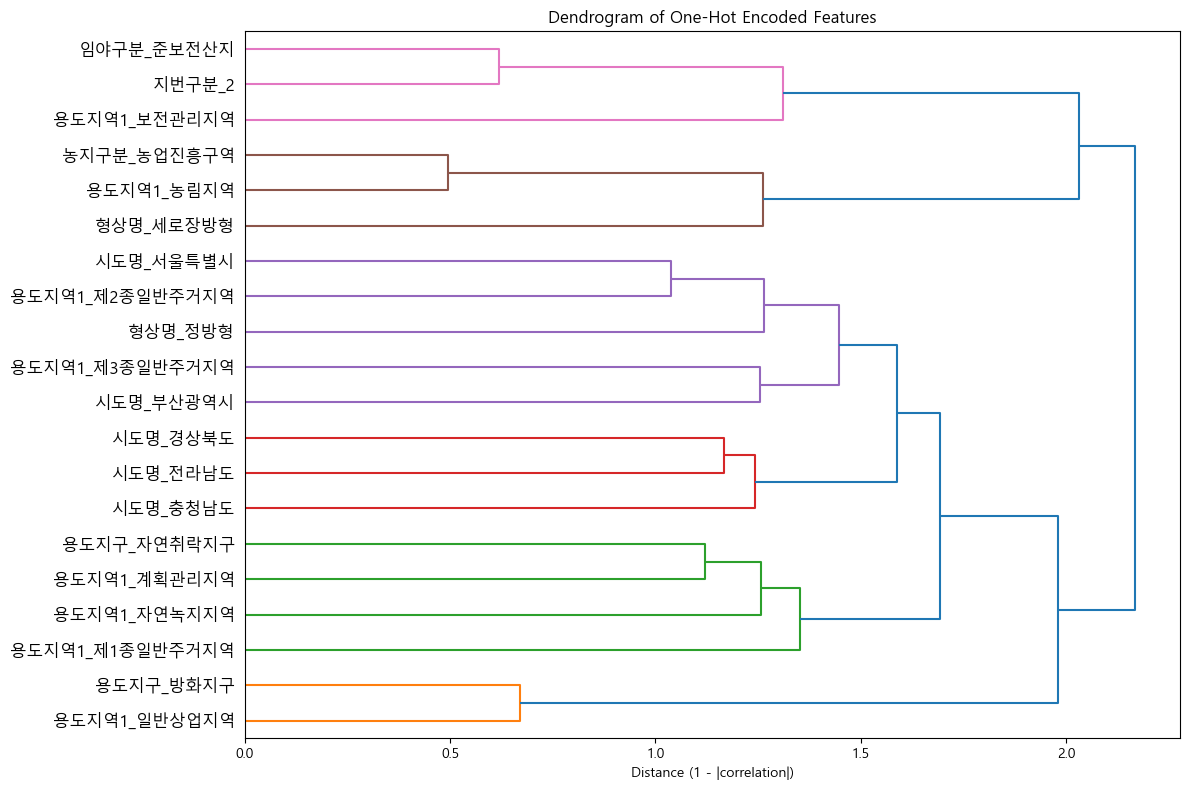 Dendrogram of One-Hot Encoded Features
임야구분_준보전산지
지번구분_2
용도지역1_보전관리지역
농지구분_농업진흥구역
용도지역1_농림지역
형상명_세로장방형
시도명_서울특별시
용도지역1_제2종일반주거지역
형상명_정방형
용도지역1_제3종일반주거지역
시도명_부산광역시
시도명_경상북도
시도명_전라남도
시도명_충청남도
용도지구_자연취락지구
용도지역1_계획관리지역
용도지역1_자연녹지지역
용도지역1_제1종일반주거지역
용도지구_방화지구
용도지역1_일반상업지역
0.0 0.5 1.0 1.5 2.0
Distance (1 - |correlation|)